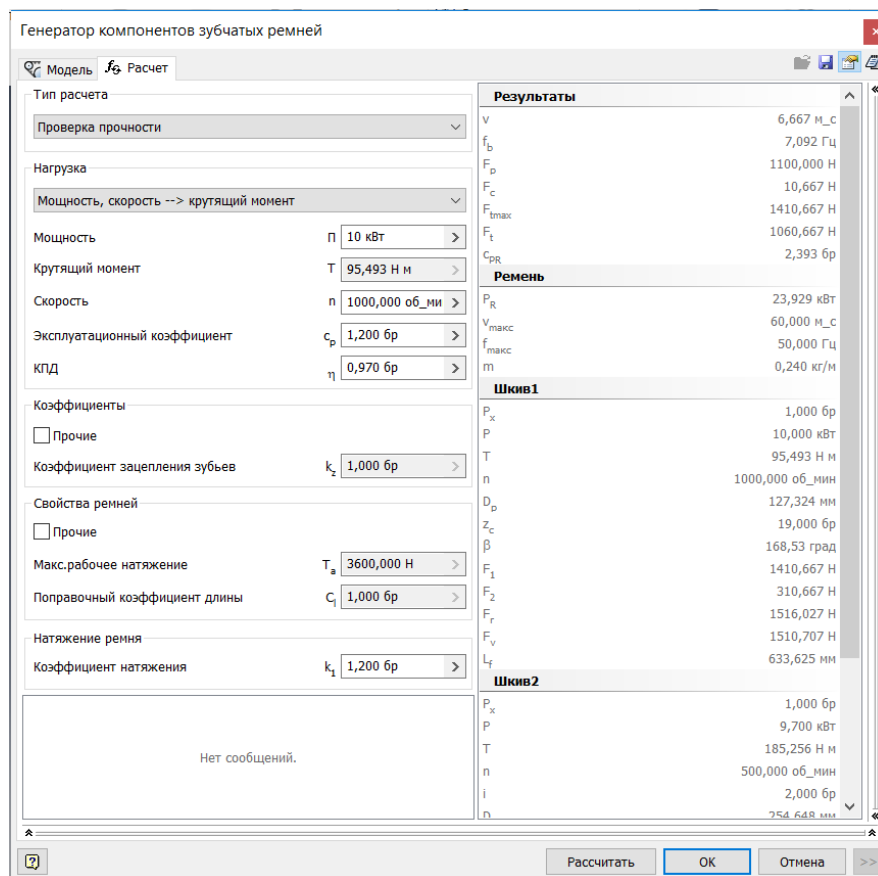 Генератор компонентов зубчатых ремней
Модель
Расчет
Тип расчета
Проверка прочности
Нагрузка
Мощность, скорость --> крутящий момент
Мощность П 10 кВт
Крутящий момент T 95,493 Н м
Скорость n 1000,000 об_ми
Эксплуатационный коэффициент cp 1,200 бр
КПД η 0,970 бр
Коэффициенты
Прочие
Коэффициент зацепления зубьев kz 1,000 бр
Свойства ремней
Прочие
Макс.рабочее натяжение Ta 3600,000 Н
Поправочный коэффициент длины Cl 1,000 бр
Натяжение ремня
Коэффициент натяжения k1 1,200 бр
Нет сообщений.
Результаты
v 6,667 м_с
fb 7,092 Гц
Fp 1100,000 Н
Fc 10,667 Н
Ftmax 1410,667 Н
Ft 1060,667 Н
cPR 2,393 бр
Ремень
PR 23,929 кВт
vмакс 60,000 м_с
fмакс 50,000 Гц
m 0,240 кг/м
Шкив1
Px 1,000 бр
P 10,000 кВт
T 95,493 Н м
n 1000,000 об_мин
Dp 127,324 мм
zc 19,000 бр
β 168,53 град
F1 1410,667 Н
F2 310,667 Н
Fr 1516,027 Н
Fv 1510,707 Н
Lf 633,625 мм
Шкив2
Px 1,000 бр
P 9,700 кВт
T 185,256 Н м
n 500,000 об_мин
i 2,000 бр
D 254,648 мм
Рассчитать
ОК
Отмена
>>